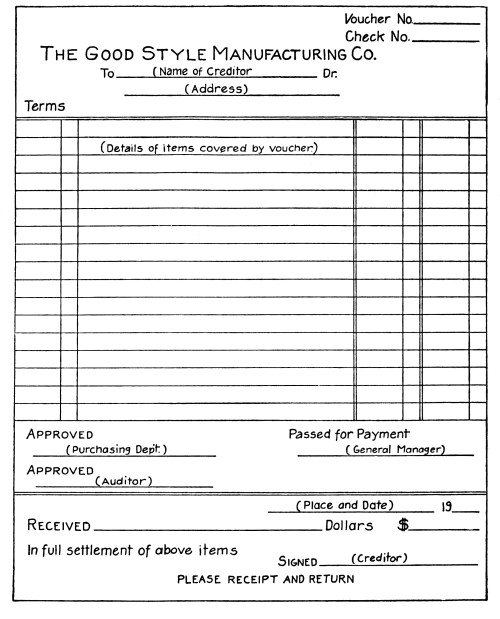 Voucher No.
Check No.
THE GOOD STYLE MANUFACTURING CO.
To (Name of Creditor) Dr.
(Address)
Terms
(Details of items covered by voucher)
APPROVED Passed for Payment
(Purchasing Dept.) (General Manager)
APPROVED
(Auditor)
(Place and Date) 19
RECEIVED Dollars $
In full settlement of above items
SIGNED (Creditor)
PLEASE RECEIPT AND RETURN